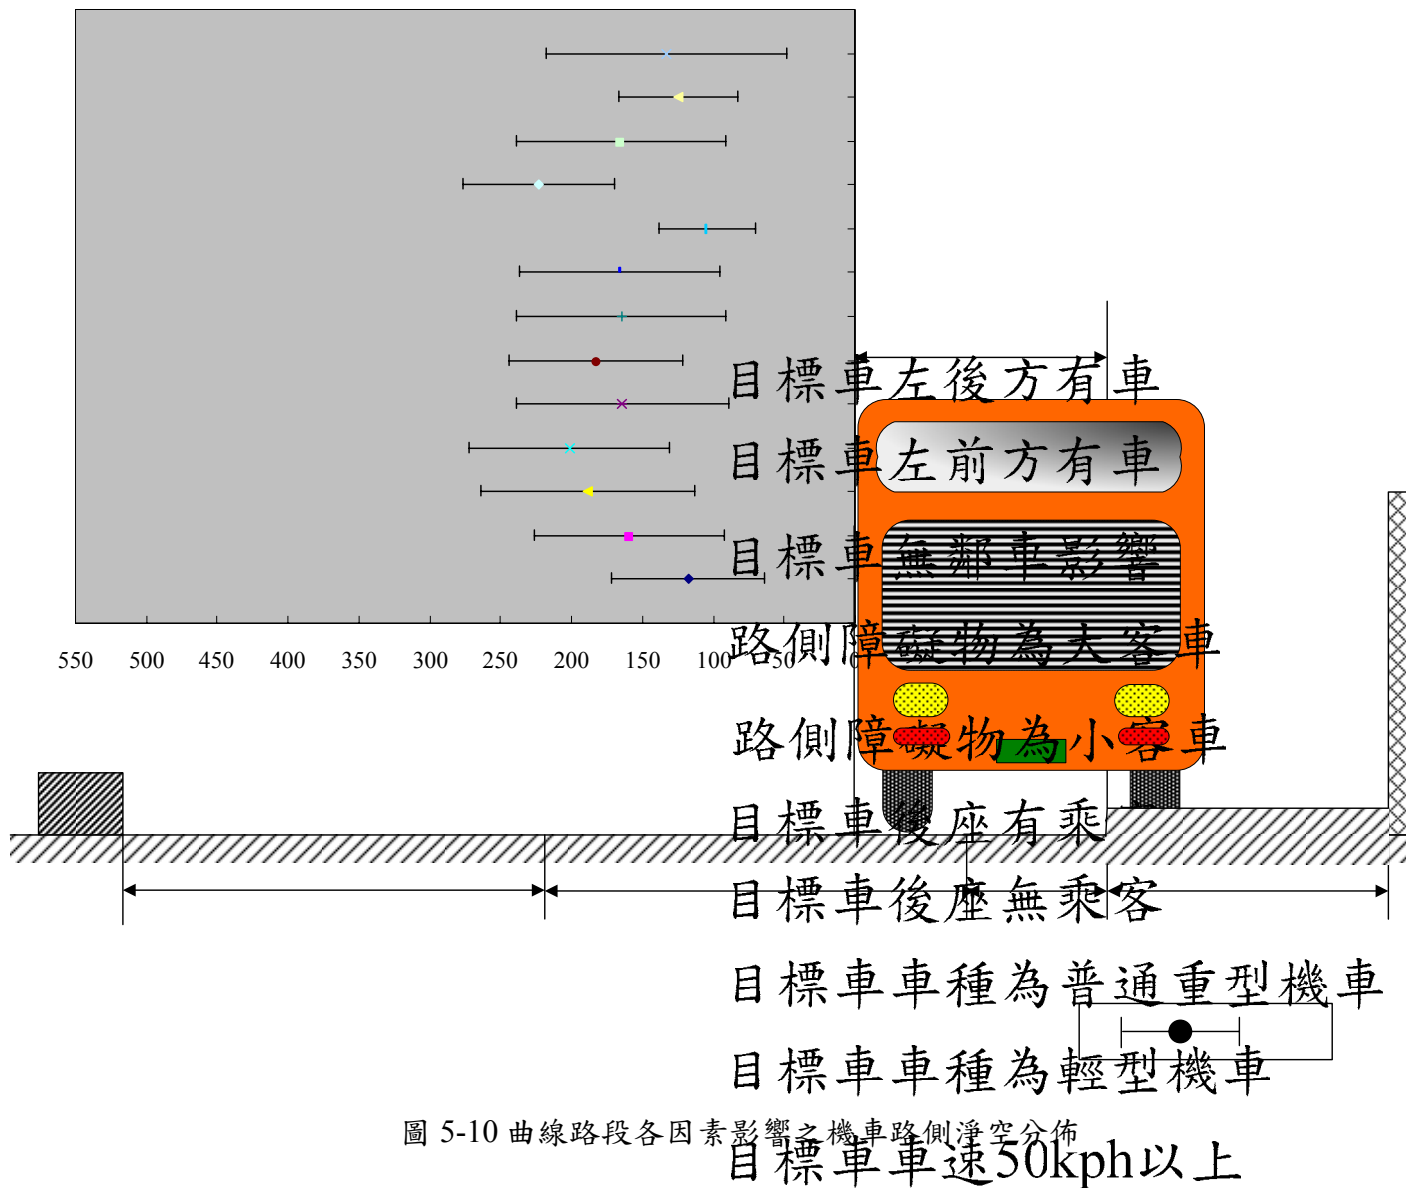 目標車左後方有車
目標車左前方有車
目標車無鄰車影響
路側障礙物為大客車
550 500 450 400 350 300 250 200 150 100 50 0
路側障礙物為小客車
目標車後座有乘
目標車後座無乘客
目標車車種為普通重型機車
目標車車種為輕型機車
圖 5-10 曲線路段各因素影響之機車路側淨空分佈
目標車車速50kph以上